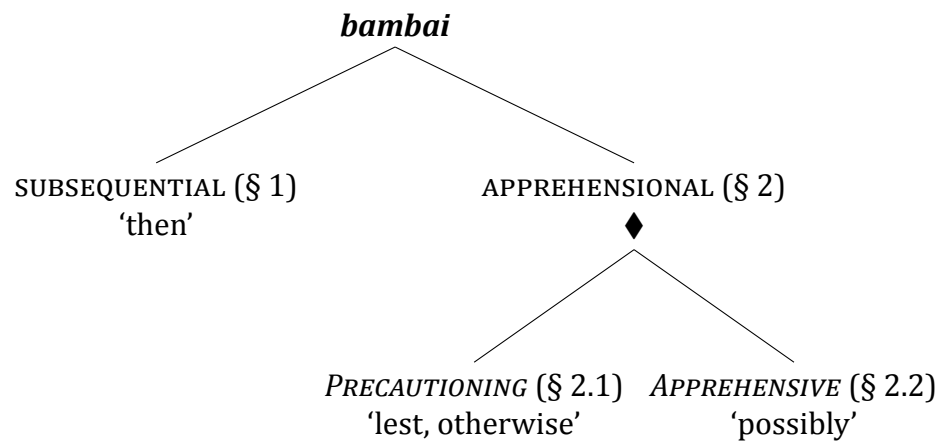 bambai
SUBSEQUENTIAL (§ 1) APPREHENSIONAL (§ 2)
‘then’ ♦
PRECAUTIONING (§ 2.1) APPREHENSIVE (§ 2.2)
‘lest, otherwise’ ‘possibly’